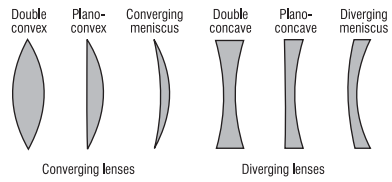 Double convex
Plano-convex
Converging meniscus
Double concave
Plano-concave
Diverging meniscus
Converging lenses
Diverging lenses